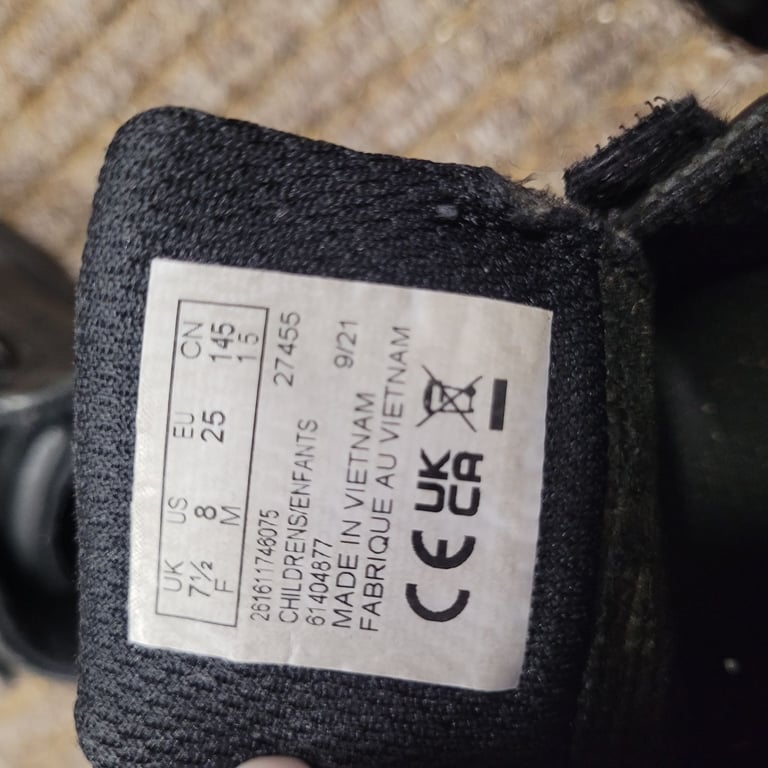 UK US EU CN
7½ 8 25 145
F M 15
261611746075 27455
CHILDRENS/ENFANTS
61404877 9/21
MADE IN VIETNAM
FABRIQUE AU VIETNAM
CE UK
CA